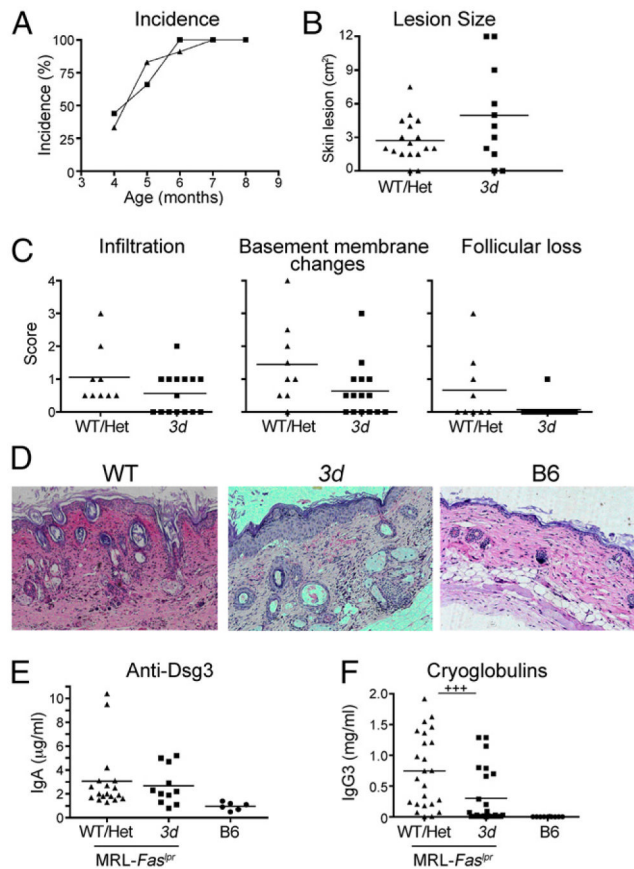 A
Incidence
Incidence (%)
100
75
50
25
0
3 4 5 6 7 8 9
Age (months)
B
Lesion Size
Skin lesion (cm²)
12
9
6
3
0
WT/Het 3d
C
Infiltration
Basement membrane
changes
Follicular loss
Score
4
3
2
1
0
WT/Het 3d WT/Het 3d WT/Het 3d
D
WT 3d B6
E
Anti-Dsg3
IgA (µg/ml)
10
8
6
4
2
0
WT/Het 3d B6
MRL-Fas^lpr
F
Cryoglobulins
+++
IgG3 (mg/ml)
2.0
1.5
1.0
0.5
0
WT/Het 3d B6
MRL-Fas^lpr